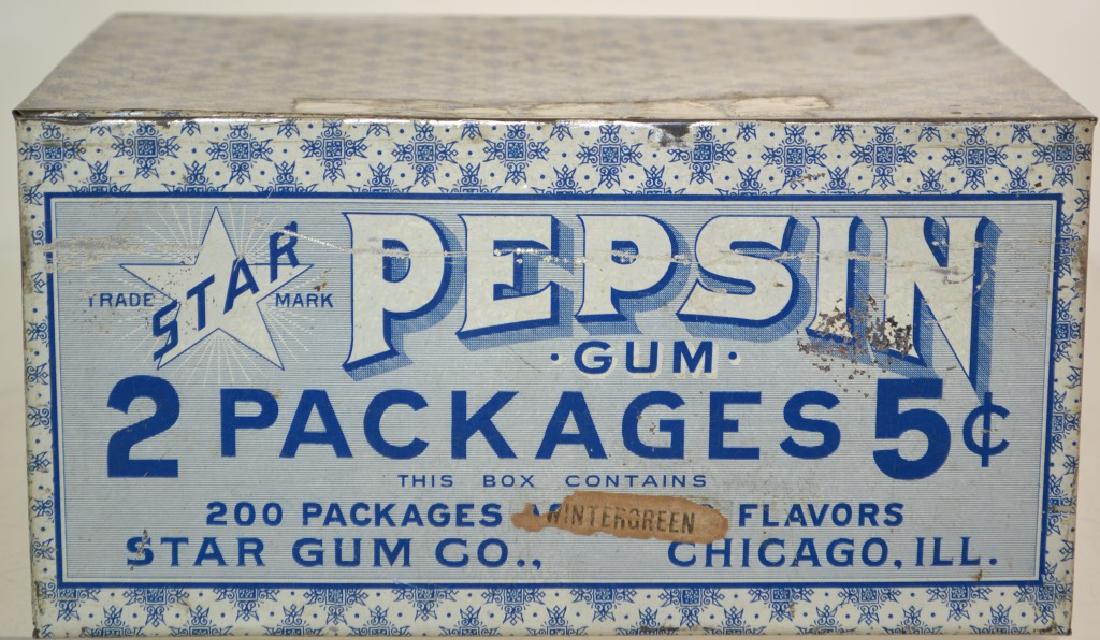 STAR
TRADE MARK
PEPSIN
·GUM·
2 PACKAGES 5¢
THIS BOX CONTAINS
200 PACKAGES WINTERGREEN FLAVORS
STAR GUM CO., CHICAGO, ILL.